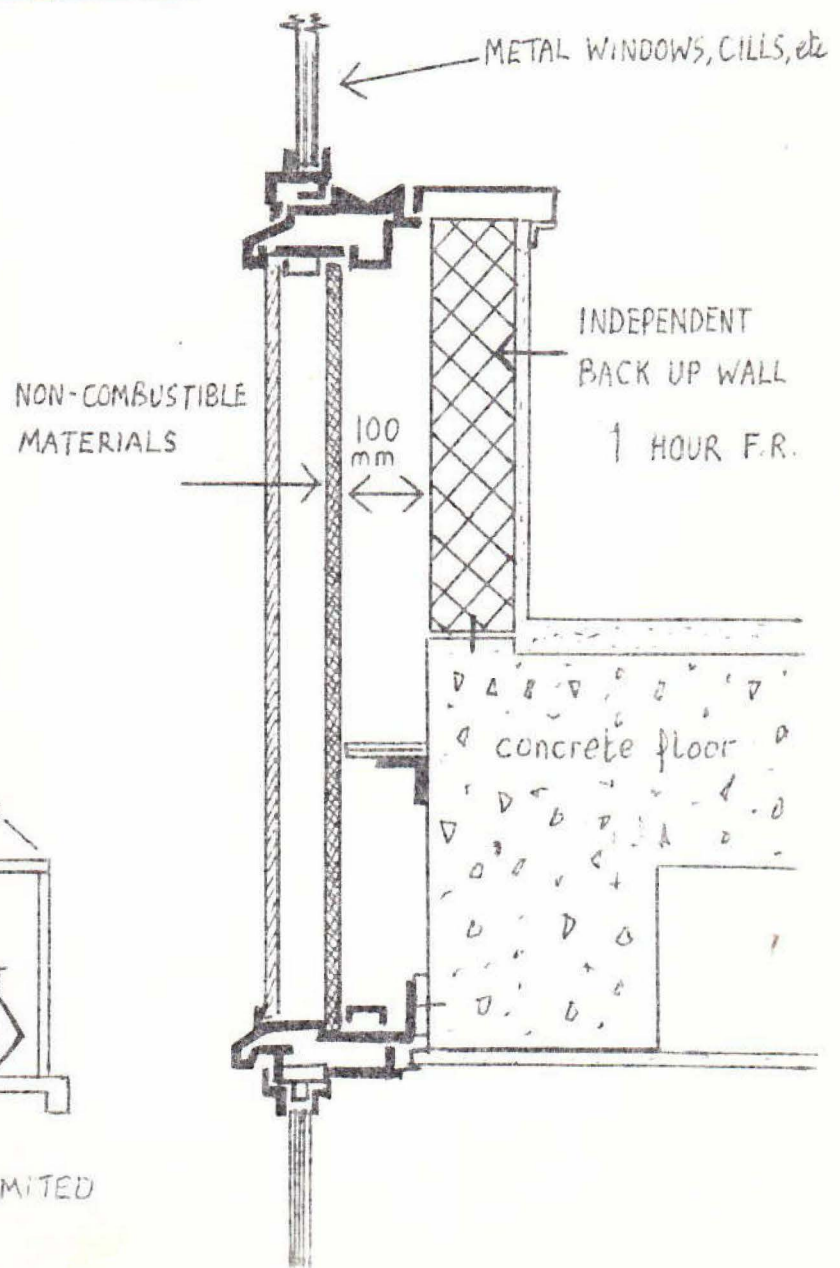 METAL WINDOWS, CILLS, etc
INDEPENDENT
BACK UP WALL
1 HOUR F.R.
NON-COMBUSTIBLE
MATERIALS
100
mm
concrete floor
MITED